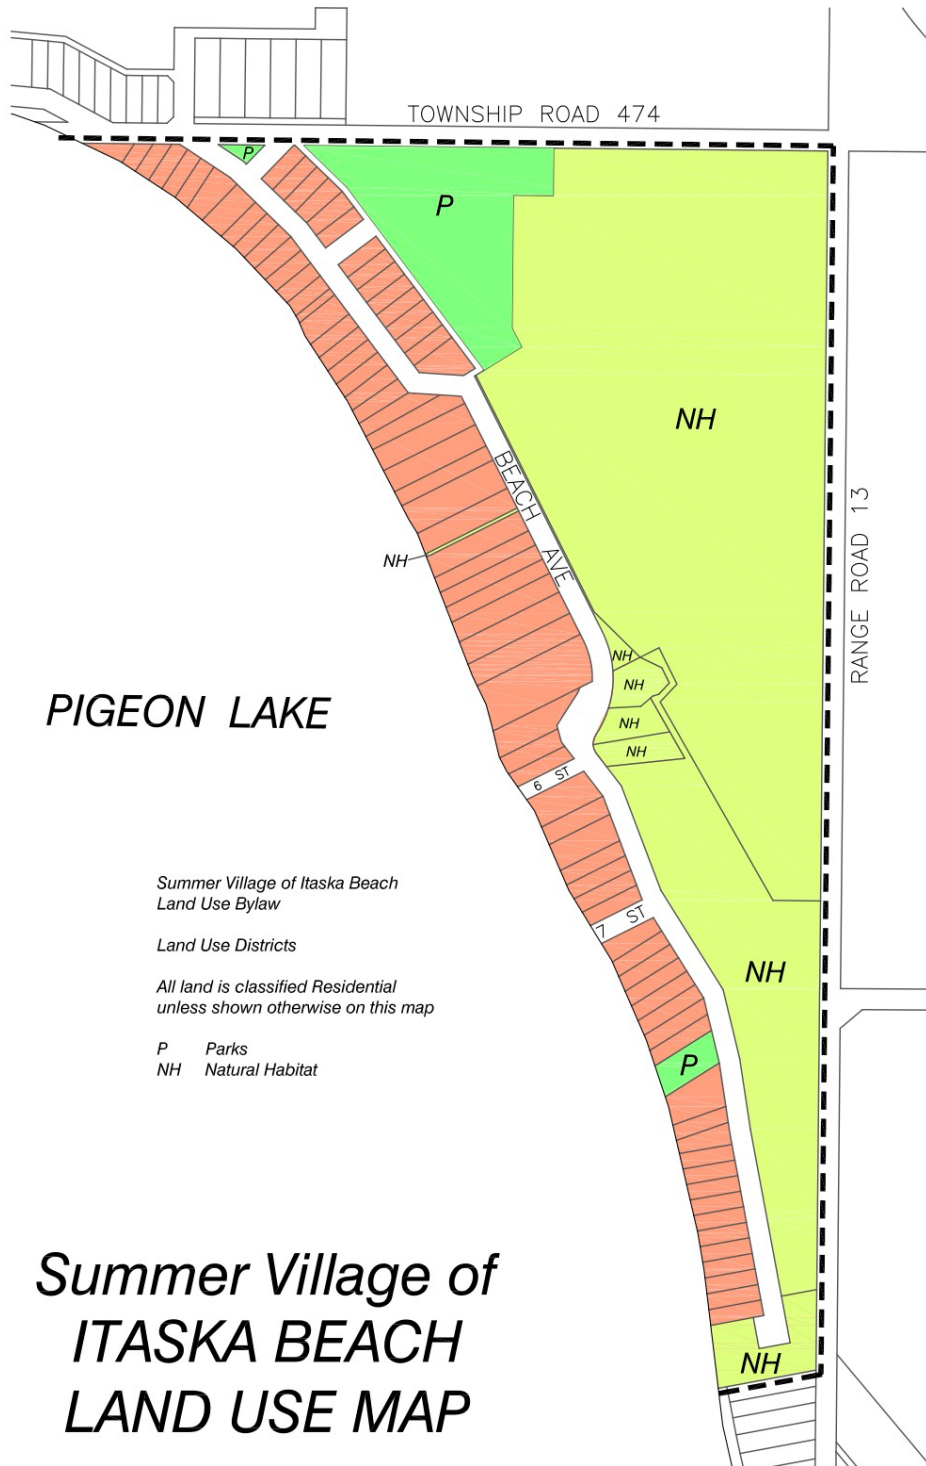 TOWNSHIP ROAD 474
P
P
NH
BEACH AVE
RANGE ROAD 13
NH
NH
NH
NH
NH
PIGEON LAKE
6 ST
Summer Village of Itaska Beach
Land Use Bylaw
7 ST
Land Use Districts
NH
All land is classified Residential
unless shown otherwise on this map
P Parks
NH Natural Habitat
P
Summer Village of
ITASKA BEACH
LAND USE MAP
NH